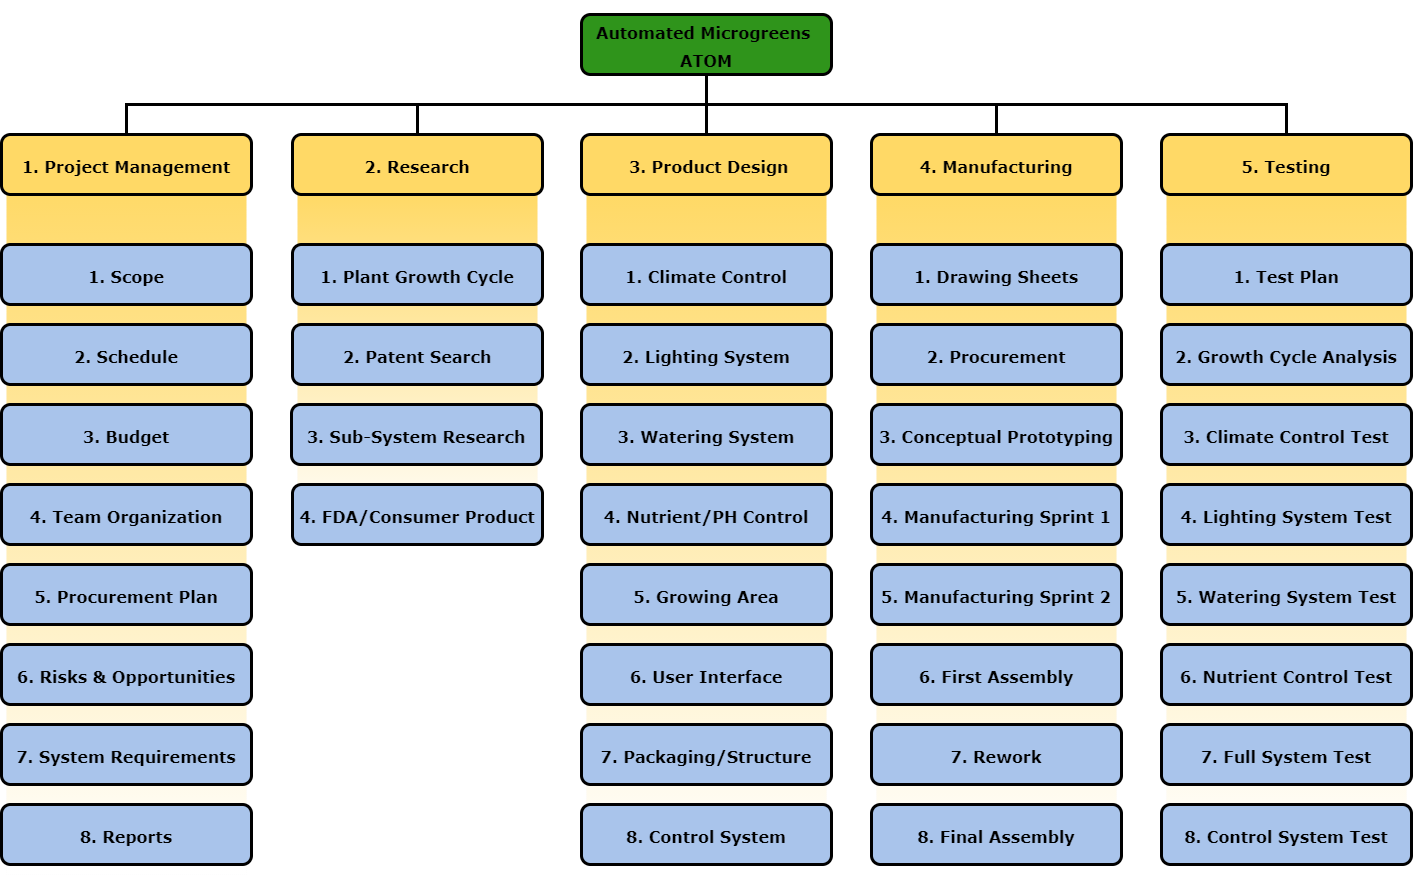 Automated Microgreens
ATOM
1. Project Management
2. Research
3. Product Design
4. Manufacturing
5. Testing
1. Scope
2. Schedule
3. Budget
4. Team Organization
5. Procurement Plan
6. Risks & Opportunities
7. System Requirements
8. Reports
1. Plant Growth Cycle
2. Patent Search
3. Sub-System Research
4. FDA/Consumer Product
1. Climate Control
2. Lighting System
3. Watering System
4. Nutrient/PH Control
5. Growing Area
6. User Interface
7. Packaging/Structure
8. Control System
1. Drawing Sheets
2. Procurement
3. Conceptual Prototyping
4. Manufacturing Sprint 1
5. Manufacturing Sprint 2
6. First Assembly
7. Rework
8. Final Assembly
1. Test Plan
2. Growth Cycle Analysis
3. Climate Control Test
4. Lighting System Test
5. Watering System Test
6. Nutrient Control Test
7. Full System Test
8. Control System Test